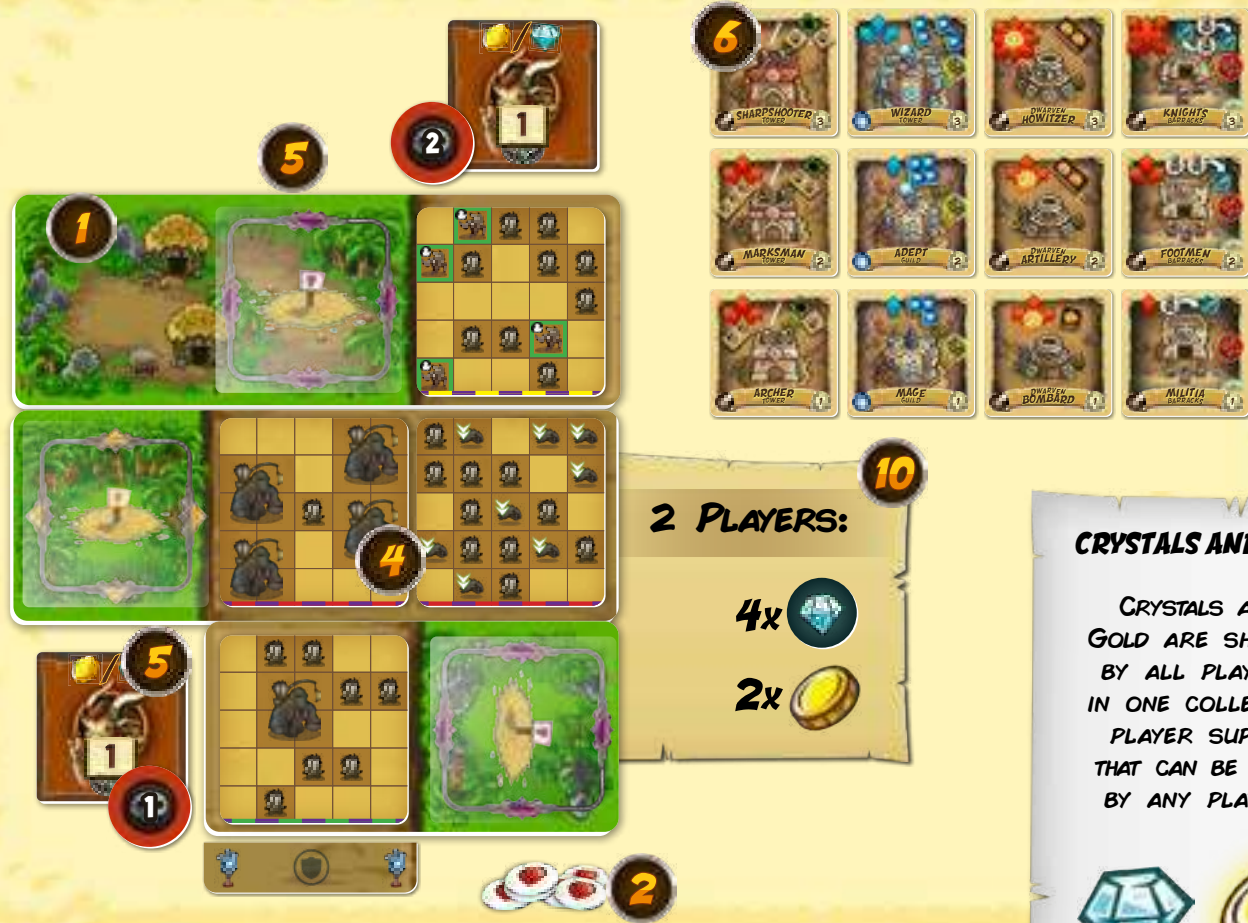 1
2
5
1
4
5
1
1
2
6
SHARPSHOOTER
TOWER
3
WIZARD
TOWER
3
DWARVEN
HOWITZER
3
KNIGHTS
BARRACKS
3
MARKSMAN
TOWER
2
ADEPT
GUILD
2
DWARVEN
ARTILLERY
2
FOOTMEN
BARRACKS
2
ARCHER
TOWER
1
MAGE
GUILD
1
DWARVEN
BOMBARD
1
MILITIA
BARRACKS
1
10
2 PLAYERS:
4x
2x
CRYSTALS AN
CRYSTALS A
GOLD ARE SH
BY ALL PLAY
IN ONE COLLE
PLAYER SUP
THAT CAN BE
BY ANY PLA